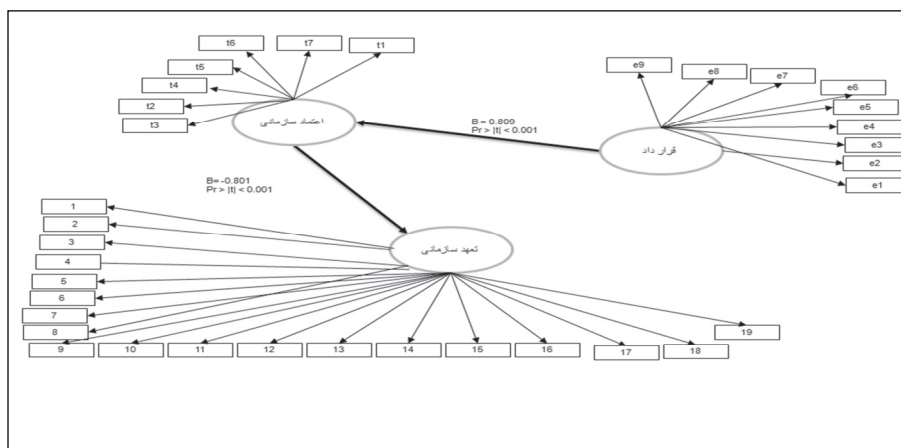 t6
t7
t1
t5
t4
t2
t3
اعتماد سازمانی
B = 0.809
Pr > |t| < 0.001
e9
e8
e7
e6
e5
e4
e3
e2
e1
قرار داد
B= -0.801
Pr > |t| < 0.001
تعهد سازمانی
1
2
3
4
5
6
7
8
9
10
11
12
13
14
15
16
17
18
19